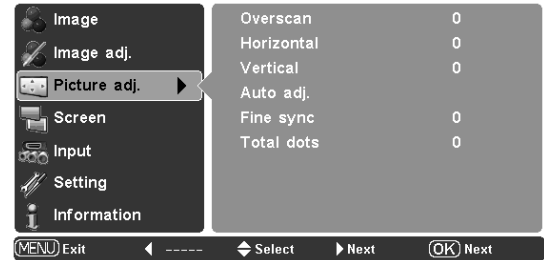 Image
Image adj.
Picture adj.
Screen
Input
Setting
Information
Overscan 0
Horizontal 0
Vertical 0
Auto adj.
Fine sync 0
Total dots 0
MENU Exit ----- Select Next OK Next